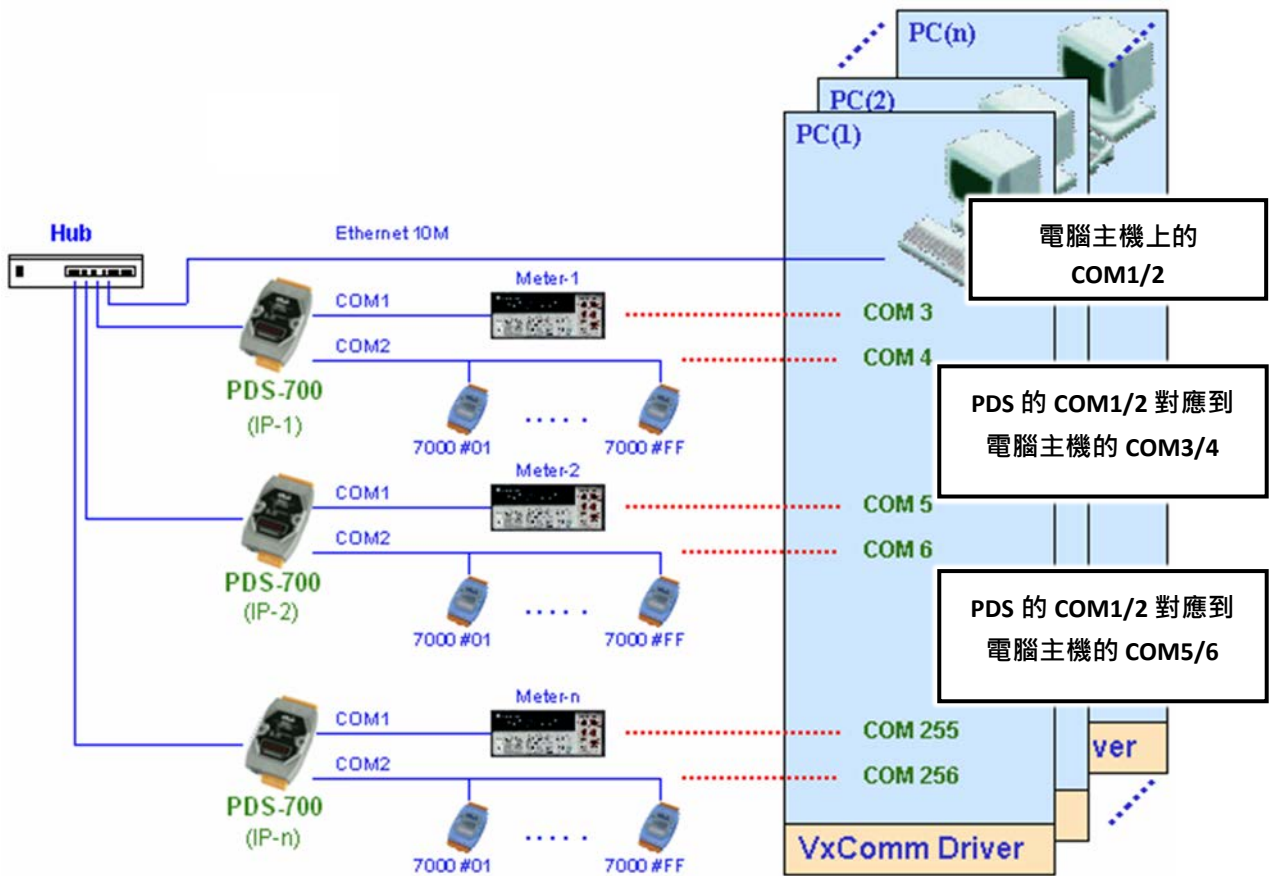 PC(n)
PC(2)
PC(1)
電腦主機上的
COM1/2
Hub
Ethernet 10M
COM1
Meter-1
COM 3
COM2
COM 4
PDS-700
(IP-1)
7000 #01
7000 #FF
PDS 的 COM1/2 對應到
電腦主機的 COM3/4
COM1
Meter-2
COM 5
COM2
COM 6
PDS-700
(IP-2)
7000 #01
7000 #FF
PDS 的 COM1/2 對應到
電腦主機的 COM5/6
COM1
Meter-n
COM 255
COM2
COM 256
PDS-700
(IP-n)
7000 #01
7000 #FF
ver
VxComm Driver